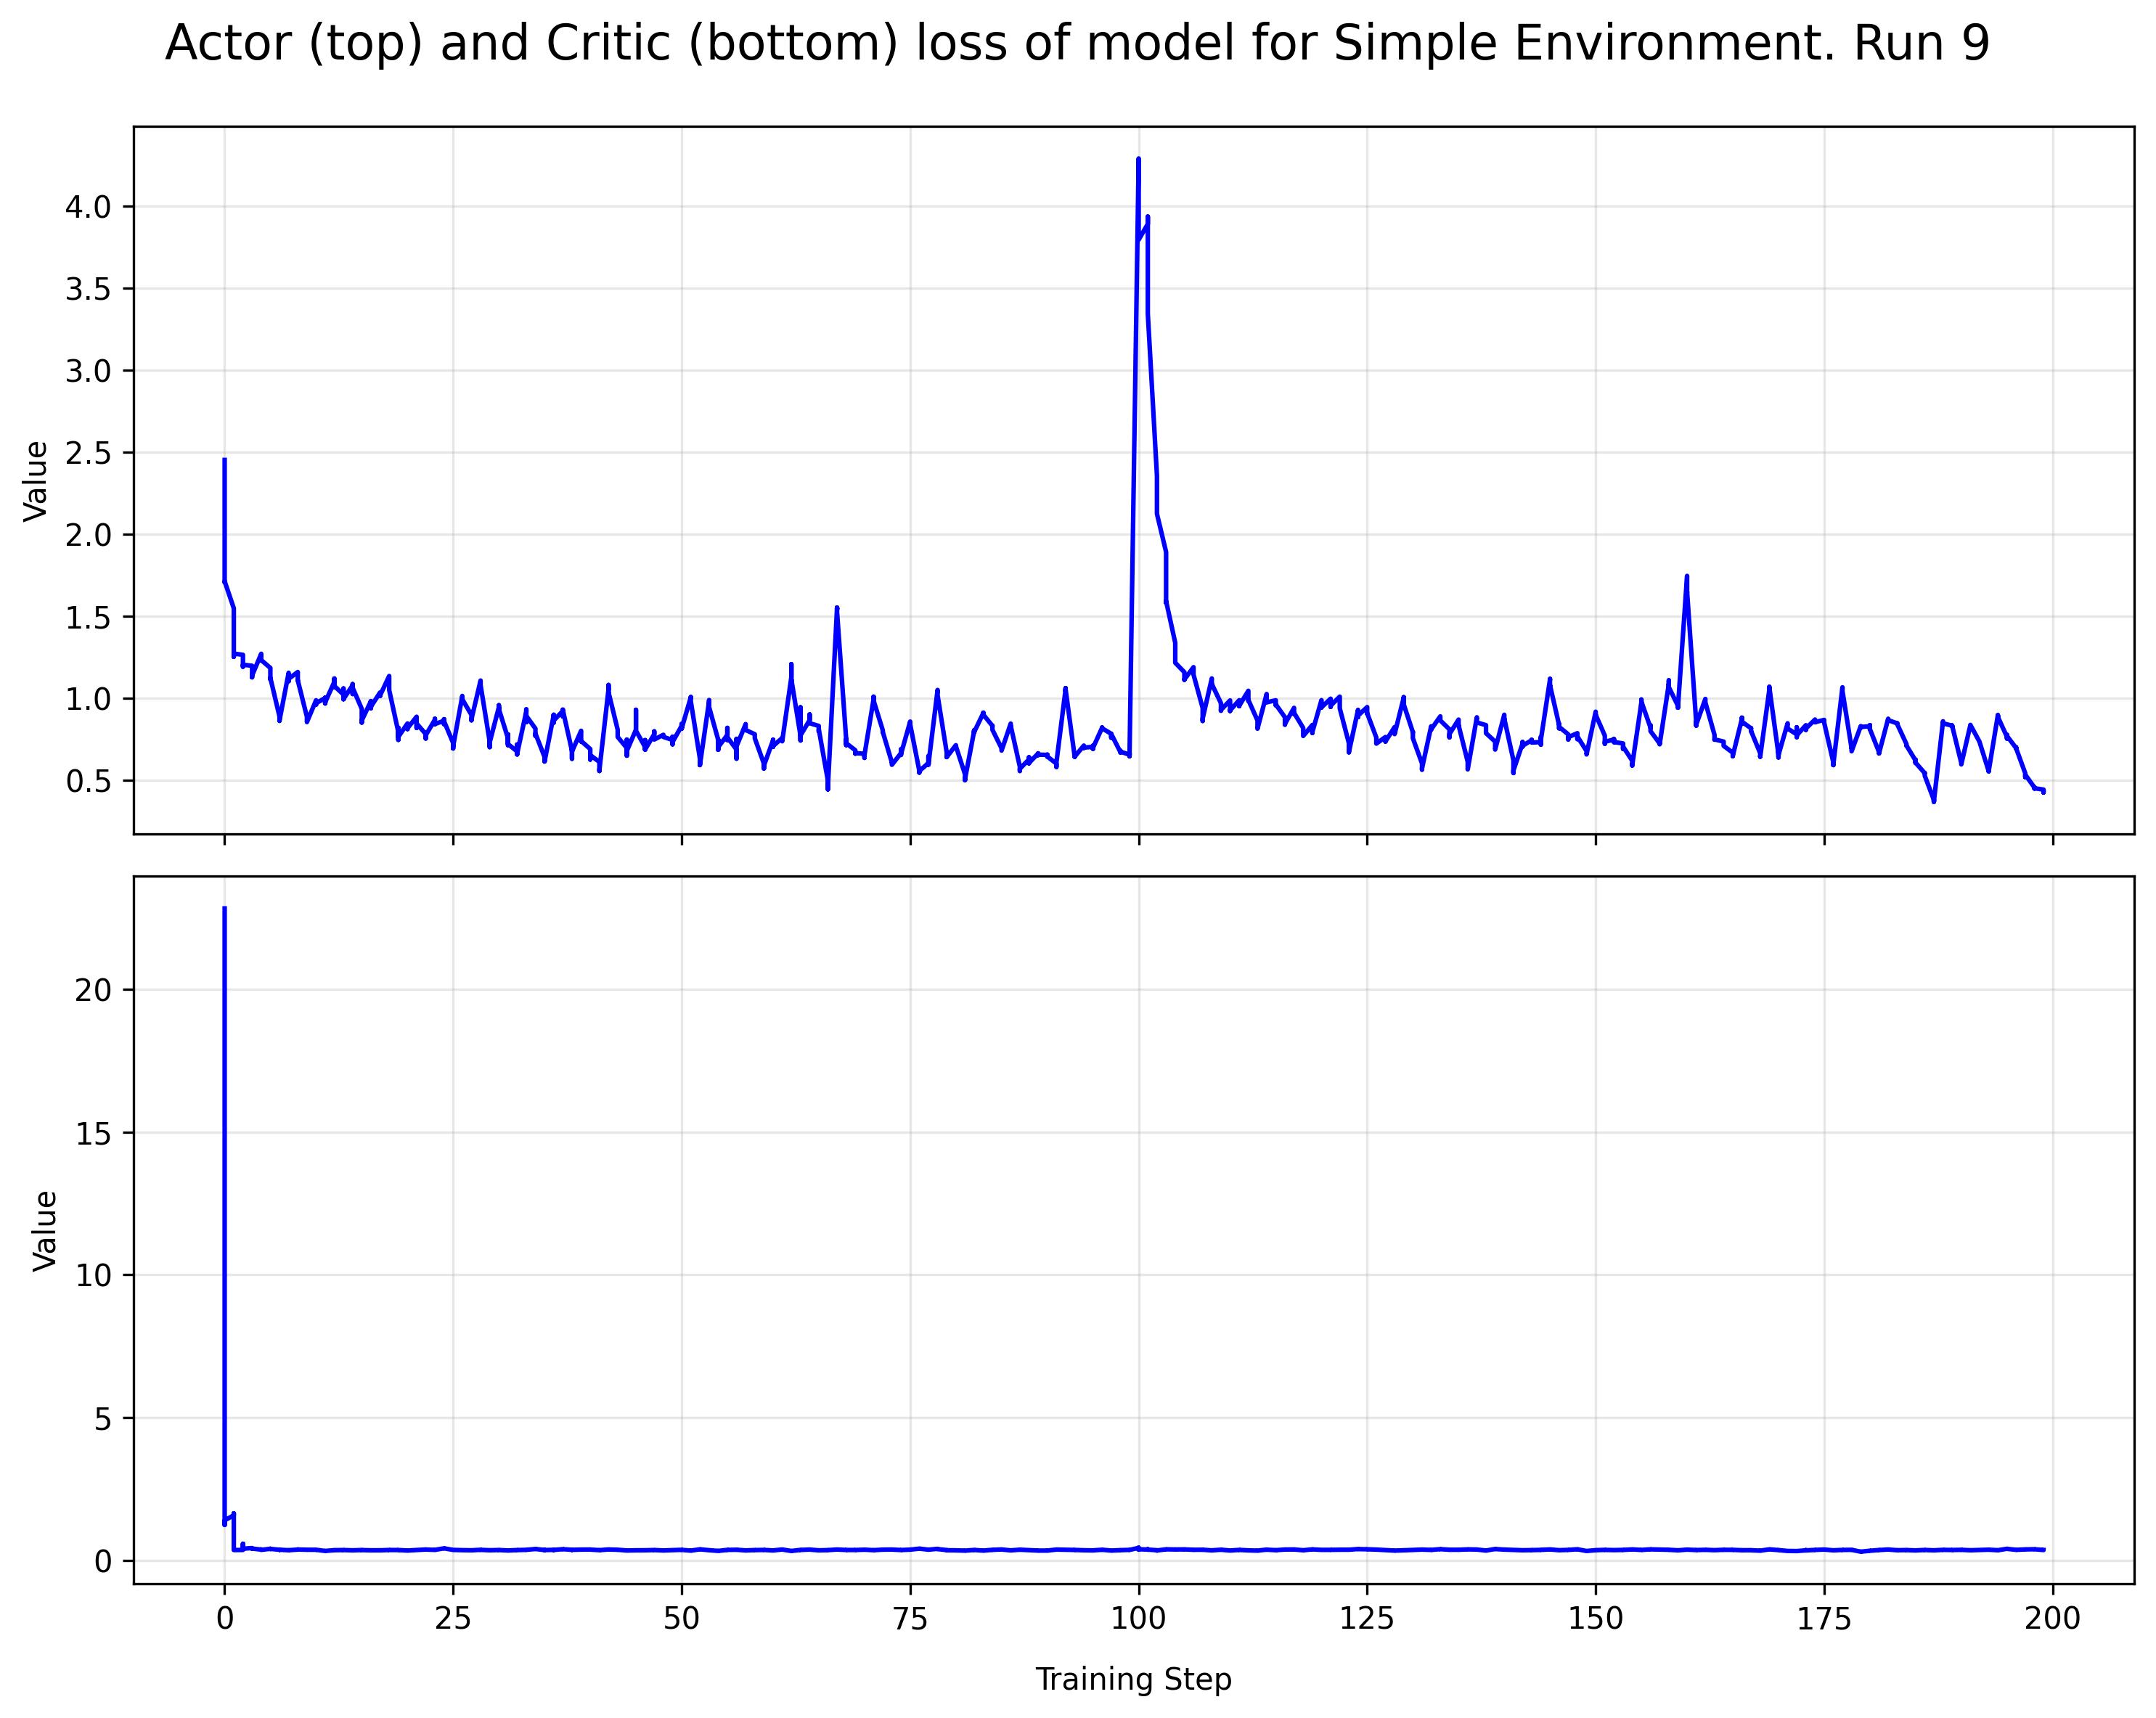 Actor (top) and Critic (bottom) loss of model for Simple Environment. Run 9
Value
4.0
3.5
3.0
2.5
2.0
1.5
1.0
0.5
Value
20
15
10
5
0
0 25 50 75 100 125 150 175 200
Training Step